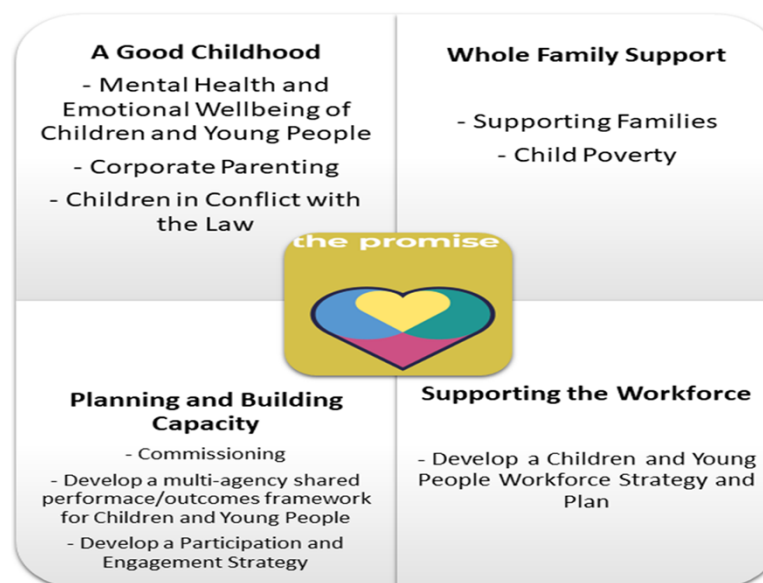 A Good Childhood
- Mental Health and
Emotional Wellbeing of
Children and Young People
- Corporate Parenting
- Children in Conflict with
the Law
Whole Family Support
- Supporting Families
- Child Poverty
the promise
Planning and Building
Capacity
- Commissioning
- Develop a multi-agency shared
performace/outcomes framework
for Children and Young People
- Develop a Participation and
Engagement Strategy
Supporting the Workforce
- Develop a Children and Young
People Workforce Strategy and
Plan